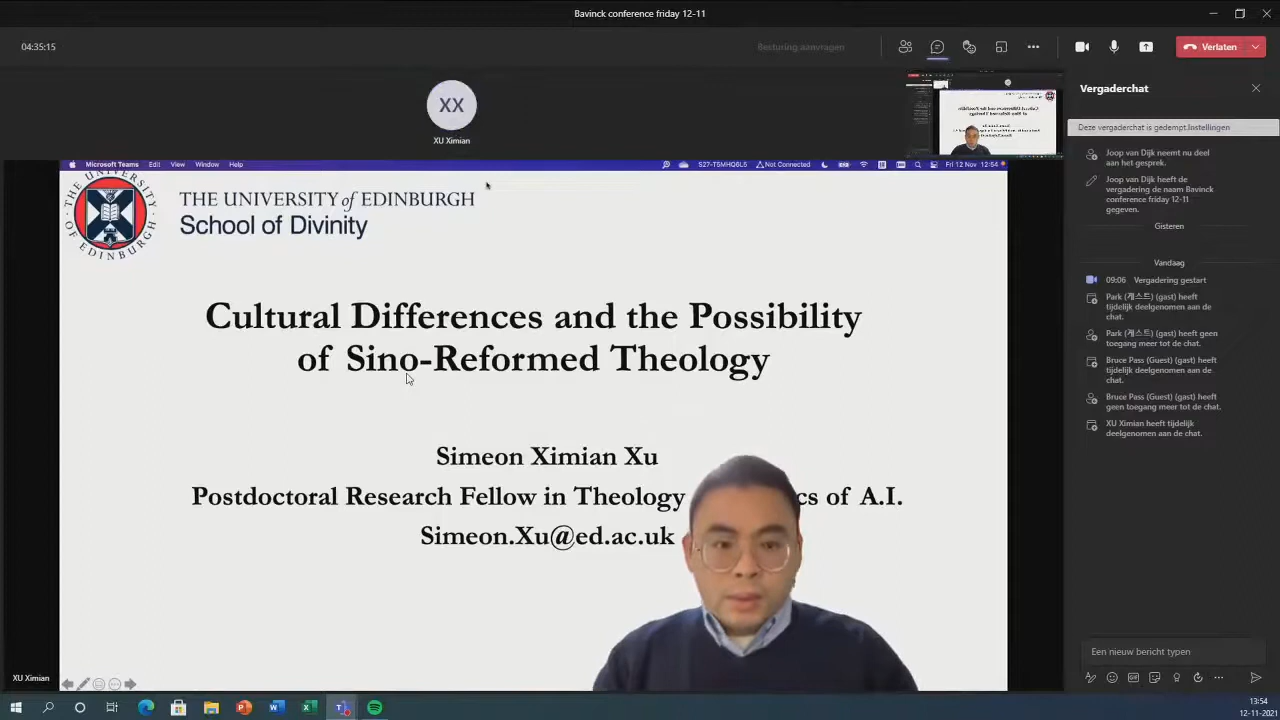 Bavinck conference friday 12-11
04:35:15
Besturing aanvragen
Verlaten
XX
XU Ximian
Vergaderchat
Deze vergaderchat is gedempt.Instellingen
Joop van Dijk neemt nu deel
aan het gesprek.
Joop van Dijk heeft de
vergadering de naam Bavinck
conference friday 12-11
gegeven.
Gisteren
Vandaag
09:06 Vergadering gestart
Park (게스트) (gast) heeft
tijdelijk deelgenomen aan de
chat.
Park (게스트) (gast) heeft geen
toegang meer tot de chat.
Bruce Pass (Guest) (gast) heeft
tijdelijk deelgenomen aan de
chat.
Bruce Pass (Guest) (gast) heeft
geen toegang meer tot de chat.
XU Ximian heeft tijdelijk
deelgenomen aan de chat.
Een nieuw bericht typen
Microsoft Teams Edit View Window Help
S27-T5MHQ6L5 Not Connected Fri 12 Nov 12:54
THE UNIVERSITY OF EDINBURGH
THE UNIVERSITY of EDINBURGH
School of Divinity
Cultural Differences and the Possibility
of Sino-Reformed Theology
Simeon Ximian Xu
Postdoctoral Research Fellow in Theology cs of A.I.
Simeon.Xu@ed.ac.uk
XU Ximian
13:54
12-11-2021